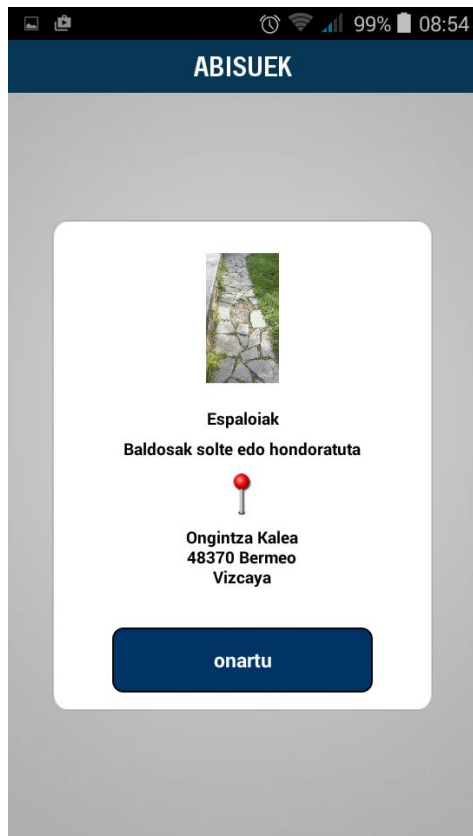 99% 08:54
ABISUEK
Espaloiak
Baldosak solte edo hondoratuta
Ongintza Kalea
48370 Bermeo
Vizcaya
onartu